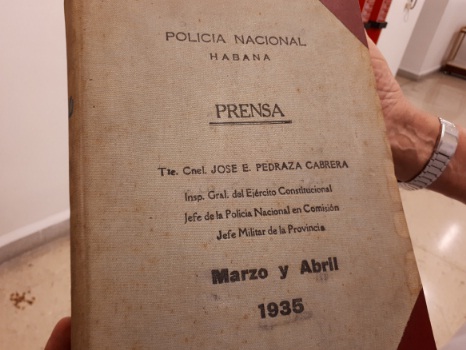 POLICIA NACIONAL
HABANA
PRENSA
Tte. Cnel. JOSE E. PEDRAZA CABRERA
Insp. Gral. del Ejército Constitucional
Jefe de la Policía Nacional en Comisión
Jefe Militar de la Provincia
Marzo y Abril
1935